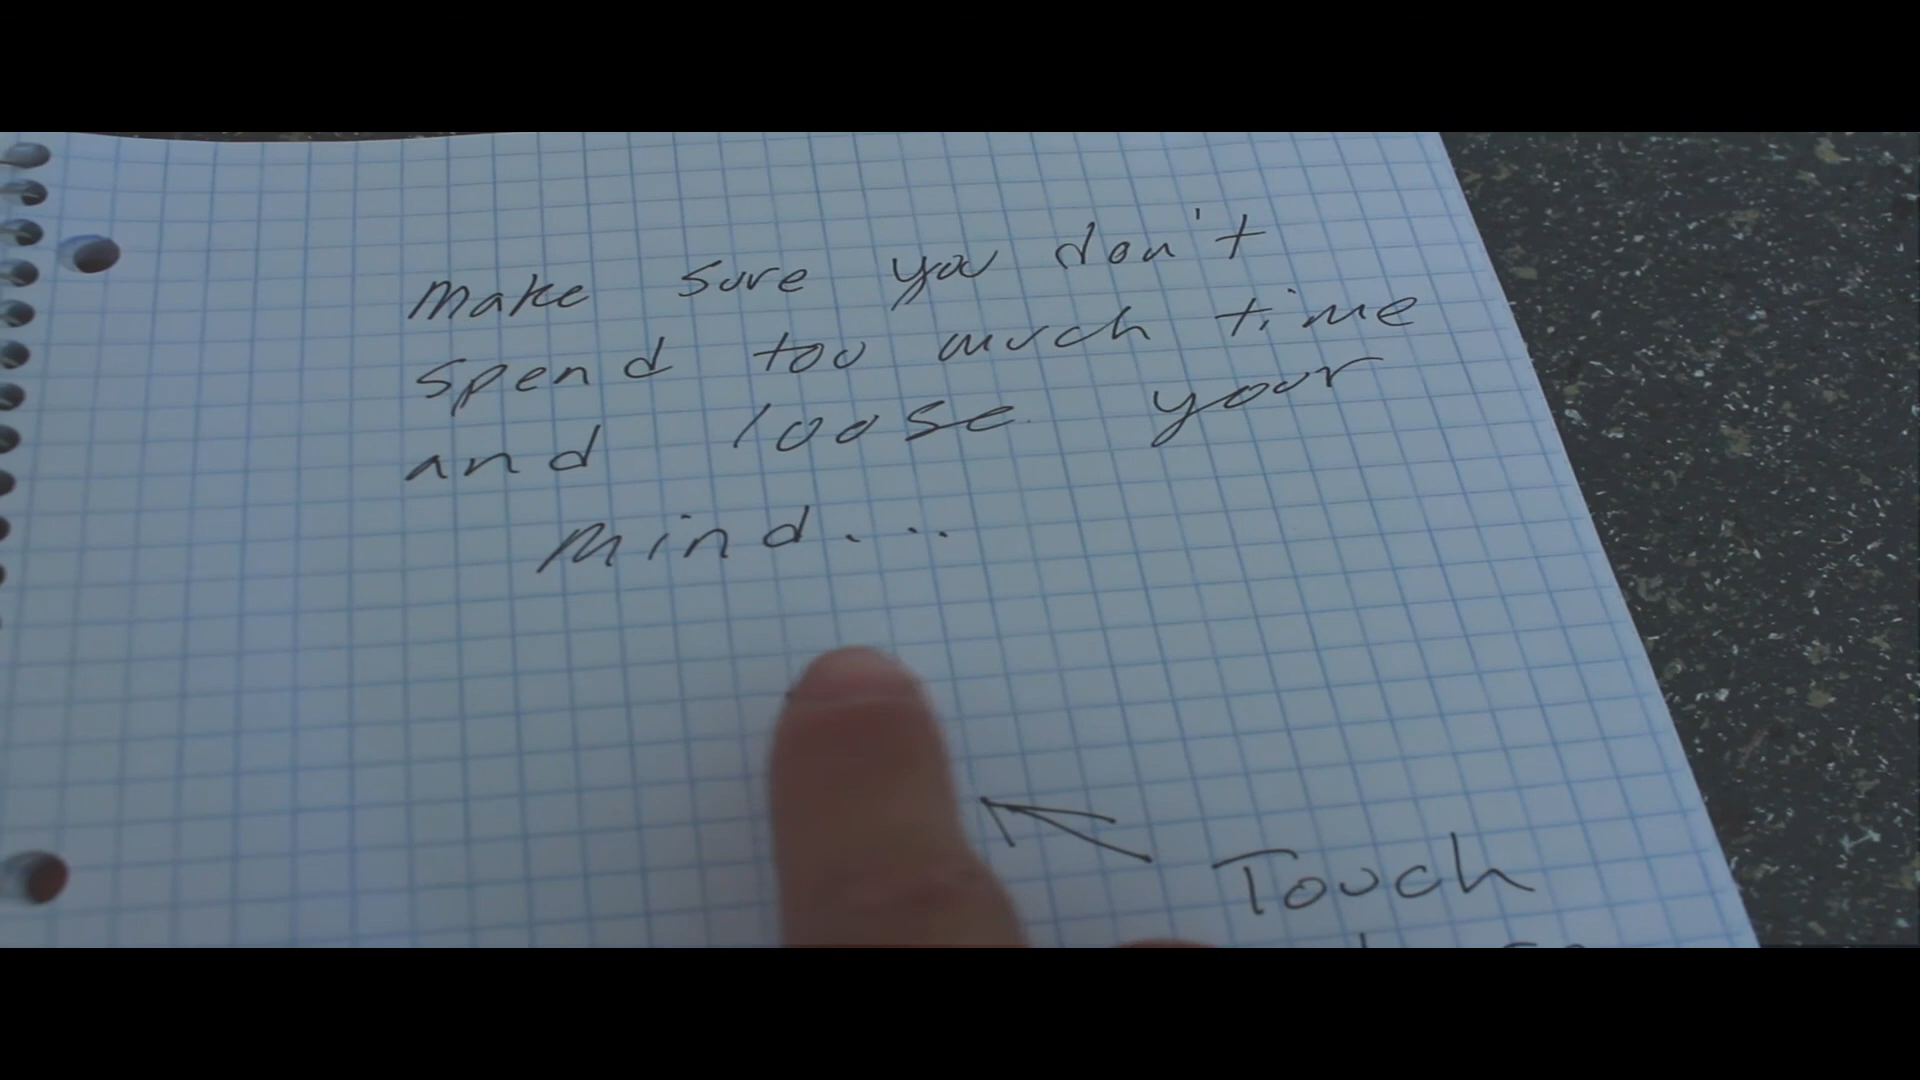 make sure you don't
spend too much time
and loose your
mind...
Touch